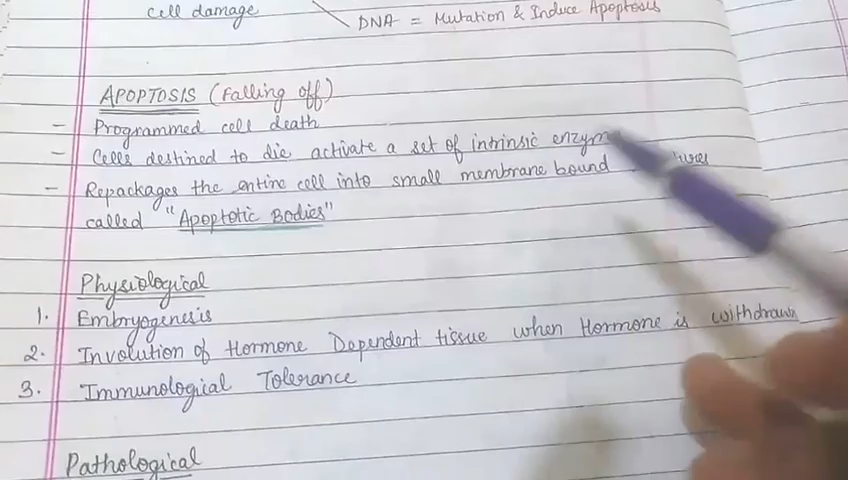 cell damage
DNA = Mutation & Induce Apoptosis
APOPTOSIS (Falling off)
- Programmed cell death
- Cells destined to die activate a set of intrinsic enzym
- Repackages the entire cell into small membrane bound
called "Apoptotic Bodies"
Physiological
1. Embryogenesis
2. Involution of Hormone Dependent tissue when Hormone is withdrawn
3. Immunological Tolerance
Pathological